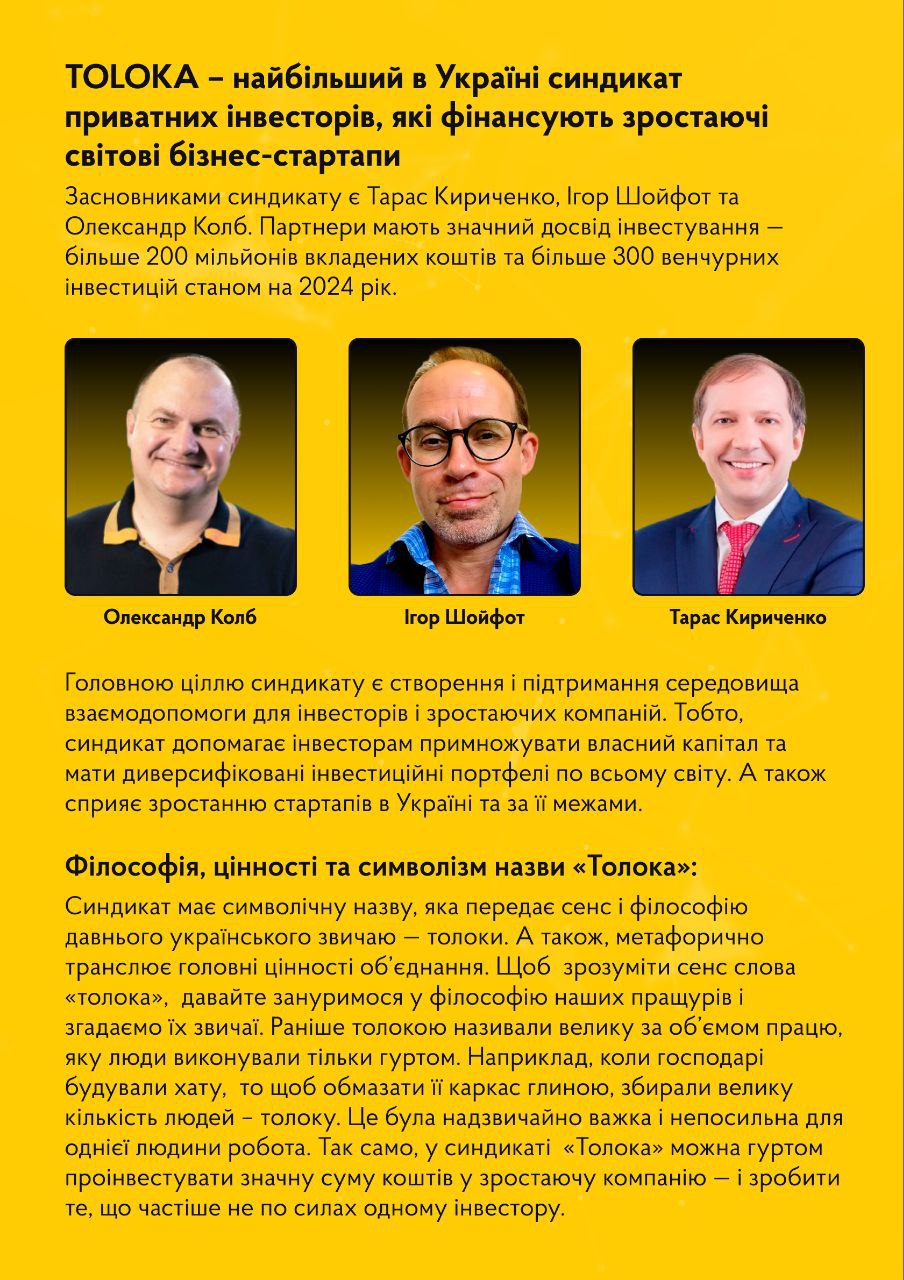 TOLOKA – найбільший в Україні синдикат
приватних інвесторів, які фінансують зростаючі
світові бізнес-стартапи
Засновниками синдикату є Тарас Кириченко, Ігор Шойфот та
Олександр Колб. Партнери мають значний досвід інвестування —
більше 200 мільйонів вкладених коштів та більше 300 венчурних
інвестицій станом на 2024 рік.
Олександр Колб
Ігор Шойфот
Тарас Кириченко
Головною ціллю синдикату є створення і підтримання середовища
взаємодопомоги для інвесторів і зростаючих компаній. Тобто,
синдикат допомагає інвесторам примножувати власний капітал та
мати диверсифіковані інвестиційні портфелі по всьому світу. А також
сприяє зростанню стартапів в Україні та за її межами.
Філософія, цінності та символізм назви «Толока»:
Синдикат має символічну назву, яка передає сенс і філософію
давнього українського звичаю — толоки. А також, метафорично
транслює головні цінності об’єднання. Щоб  зрозуміти сенс слова
«толока»,  давайте зануримося у філософію наших пращурів і
згадаємо їх звичаї. Раніше толокою називали велику за об’ємом працю,
яку люди виконували тільки гуртом. Наприклад, коли господарі
будували хату,  то щоб обмазати її каркас глиною, збирали велику
кількість людей – толоку. Це була надзвичайно важка і непосильна для
однієї людини робота. Так само, у синдикаті  «Толока» можна гуртом
проінвестувати значну суму коштів у зростаючу компанію — і зробити
те, що частіше не по силах одному інвестору.